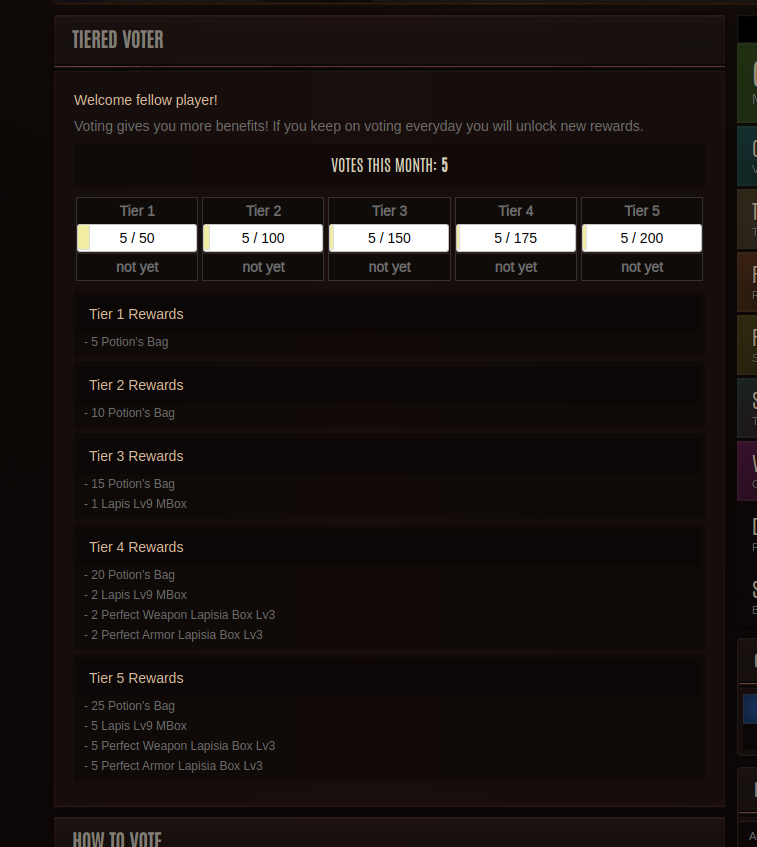 TIERED VOTER
Welcome fellow player!
Voting gives you more benefits! If you keep on voting everyday you will unlock new rewards.
VOTES THIS MONTH: 5
Tier 1 Tier 2 Tier 3 Tier 4 Tier 5
5 / 50 5 / 100 5 / 150 5 / 175 5 / 200
not yet not yet not yet not yet not yet
Tier 1 Rewards
- 5 Potion's Bag
Tier 2 Rewards
- 10 Potion's Bag
Tier 3 Rewards
- 15 Potion's Bag
- 1 Lapis Lv9 MBox
Tier 4 Rewards
- 20 Potion's Bag
- 2 Lapis Lv9 MBox
- 2 Perfect Weapon Lapisia Box Lv3
- 2 Perfect Armor Lapisia Box Lv3
Tier 5 Rewards
- 25 Potion's Bag
- 5 Lapis Lv9 MBox
- 5 Perfect Weapon Lapisia Box Lv3
- 5 Perfect Armor Lapisia Box Lv3
HOW TO VOTE